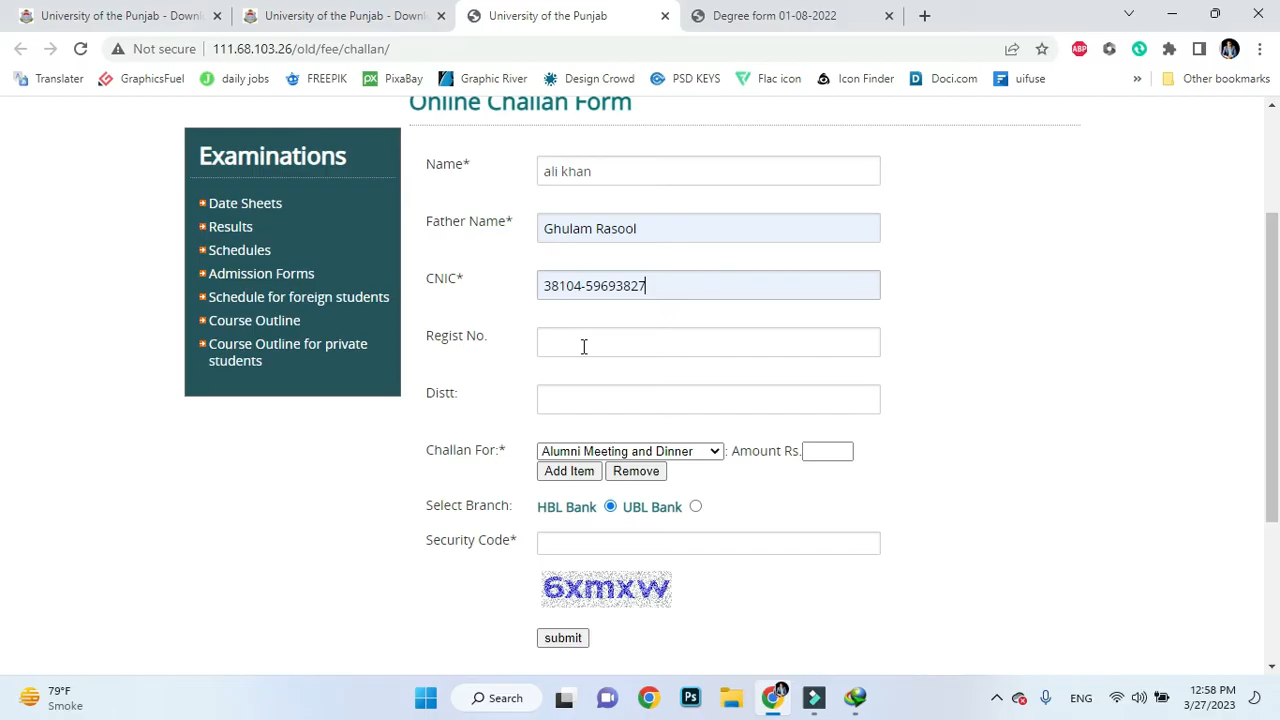 University of the Punjab - Downl
University of the Punjab - Downl
University of the Punjab
Degree form 01-08-2022
Not secure
111.68.103.26/old/fee/challan/
ABP
Translater
GraphicsFuel
daily jobs
FREEPIK
PixaBay
Graphic River
Design Crowd
PSD KEYS
Flac icon
Icon Finder
Doci.com
uifuse
»
Other bookmarks
Online Challan Form
Examinations
Date Sheets
Results
Schedules
Admission Forms
Schedule for foreign students
Course Outline
Course Outline for private
students
Name*
ali khan
Father Name*
Ghulam Rasool
CNIC*
38104-59693827
Regist No.
Distt:
Challan For:*
Alumni Meeting and Dinner
: Amount Rs.
Add Item
Remove
Select Branch:
HBL Bank
UBL Bank
Security Code*
6xmxw
submit
79°F
Smoke
Search
Ps
ENG
12:58 PM
3/27/2023